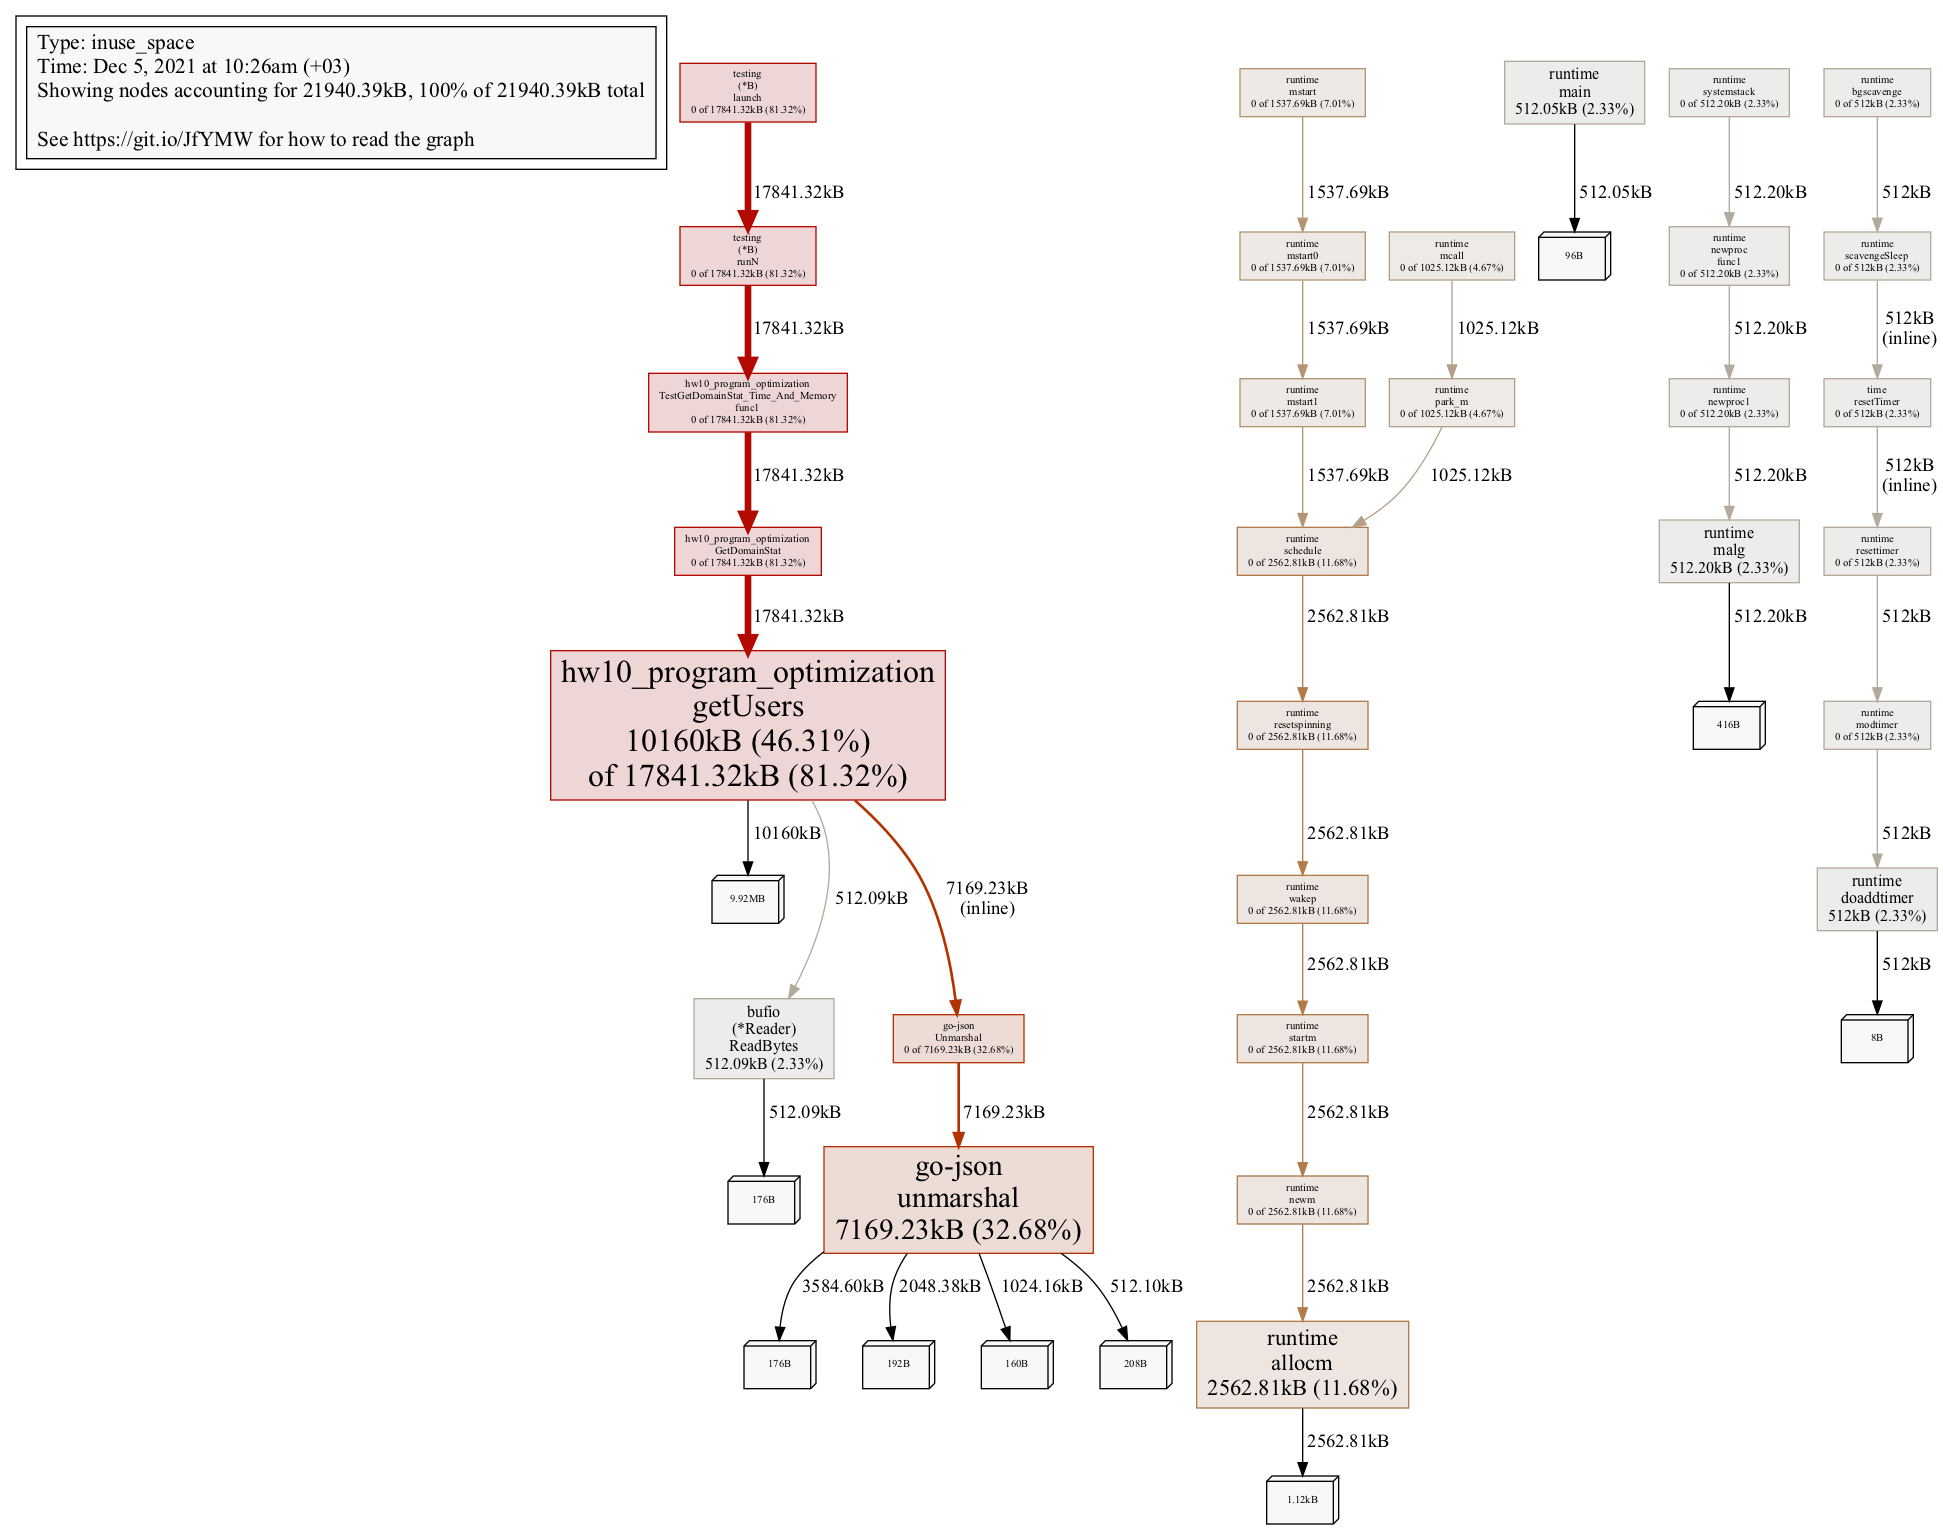 Type: inuse_space
Time: Dec 5, 2021 at 10:26am (+03)
Showing nodes accounting for 21940.39kB, 100% of 21940.39kB total
See https://git.io/JfYMW for how to read the graph
testing
(*B)
launch
0 of 17841.32kB (81.32%)
17841.32kB
testing
(*B)
runN
0 of 17841.32kB (81.32%)
17841.32kB
hw10_program_optimization
TestGetDomainStat_Time_And_Memory
func1
0 of 17841.32kB (81.32%)
17841.32kB
hw10_program_optimization
GetDomainStat
0 of 17841.32kB (81.32%)
17841.32kB
hw10_program_optimization
getUsers
10160kB (46.31%)
of 17841.32kB (81.32%)
10160kB
9.92MB
512.09kB
7169.23kB
(inline)
bufio
(*Reader)
ReadBytes
512.09kB (2.33%)
512.09kB
176B
go-json
Unmarshal
0 of 7169.23kB (32.68%)
7169.23kB
go-json
unmarshal
7169.23kB (32.68%)
3584.60kB
2048.38kB
1024.16kB
512.10kB
176B
192B
160B
208B
runtime
mstart
0 of 1537.69kB (7.01%)
1537.69kB
runtime
mstart0
0 of 1537.69kB (7.01%)
1537.69kB
runtime
mstart1
0 of 1537.69kB (7.01%)
1537.69kB
runtime
mcall
0 of 1025.12kB (4.67%)
1025.12kB
runtime
park_m
0 of 1025.12kB (4.67%)
1025.12kB
runtime
schedule
0 of 2562.81kB (11.68%)
2562.81kB
runtime
resetspinning
0 of 2562.81kB (11.68%)
2562.81kB
runtime
wakep
0 of 2562.81kB (11.68%)
2562.81kB
runtime
startm
0 of 2562.81kB (11.68%)
2562.81kB
runtime
newm
0 of 2562.81kB (11.68%)
2562.81kB
runtime
allocm
2562.81kB (11.68%)
2562.81kB
1.12kB
runtime
main
512.05kB (2.33%)
512.05kB
96B
runtime
systemstack
0 of 512.20kB (2.33%)
512.20kB
runtime
newproc
func1
0 of 512.20kB (2.33%)
512.20kB
runtime
newproc1
0 of 512.20kB (2.33%)
512.20kB
runtime
malg
512.20kB (2.33%)
512.20kB
416B
runtime
bgscavenge
0 of 512kB (2.33%)
512kB
runtime
scavengeSleep
0 of 512kB (2.33%)
512kB
(inline)
time
resetTimer
0 of 512kB (2.33%)
512kB
(inline)
runtime
resettimer
0 of 512kB (2.33%)
512kB
runtime
modtimer
0 of 512kB (2.33%)
512kB
runtime
doaddtimer
512kB (2.33%)
512kB
8B